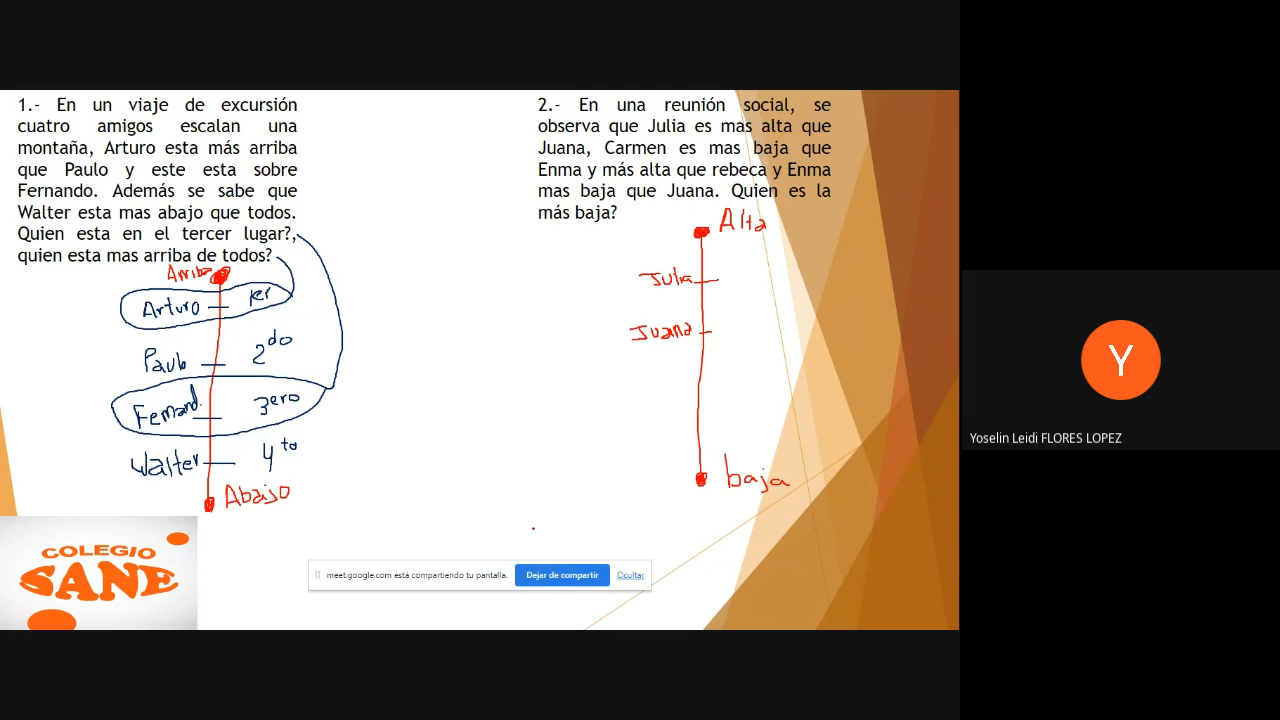 1.- En un viaje de excursión
cuatro amigos escalan una
montaña, Arturo esta más arriba
que Paulo y este esta sobre
Fernando. Además se sabe que
Walter esta mas abajo que todos.
Quien esta en el tercer lugar?,
quien esta mas arriba de todos?
Arriba
Arturo 1er
Paulo 2do
Fernand. 3ero
Walter 4to
Abajo
2.- En una reunión social, se
observa que Julia es mas alta que
Juana, Carmen es mas baja que
Enma y más alta que rebeca y Enma
mas baja que Juana. Quien es la
más baja?
Alta
Julia
Juana
baja
COLEGIO
SANE
meet.google.com está compartiendo tu pantalla.
Dejar de compartir
Ocultar
Y
Yoselin Leidi FLORES LOPEZ